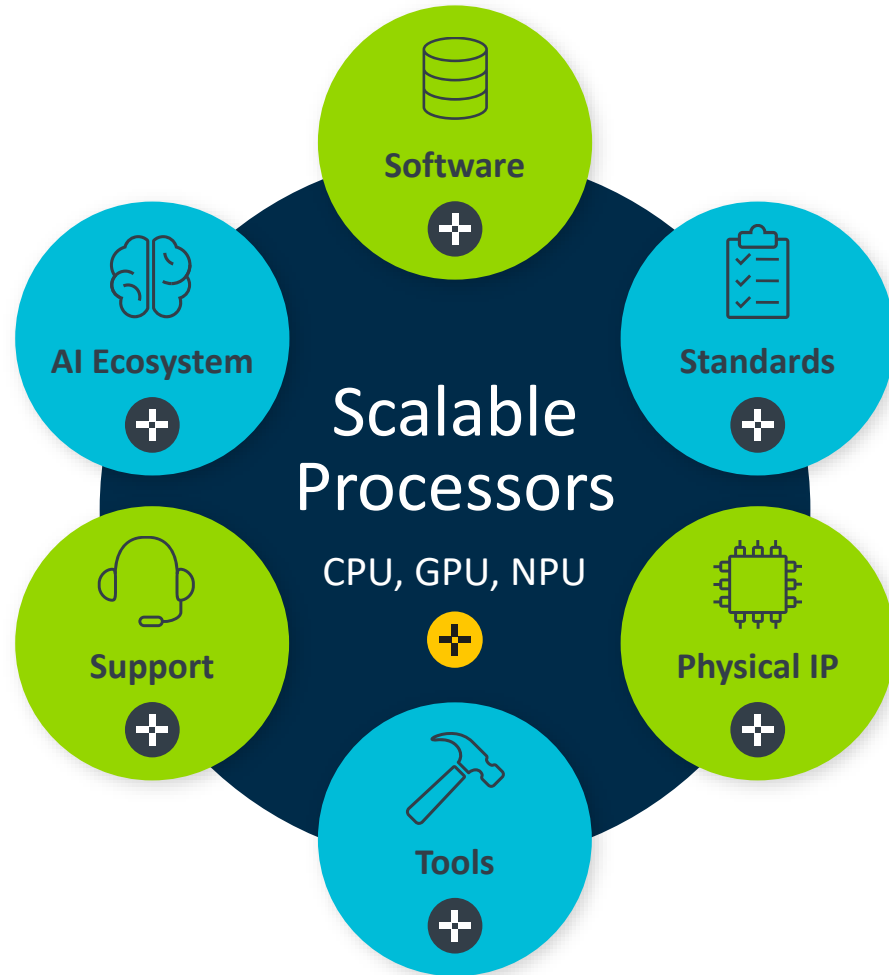 Software
AI Ecosystem
Standards
Scalable
Processors
CPU, GPU, NPU
Support
Physical IP
Tools